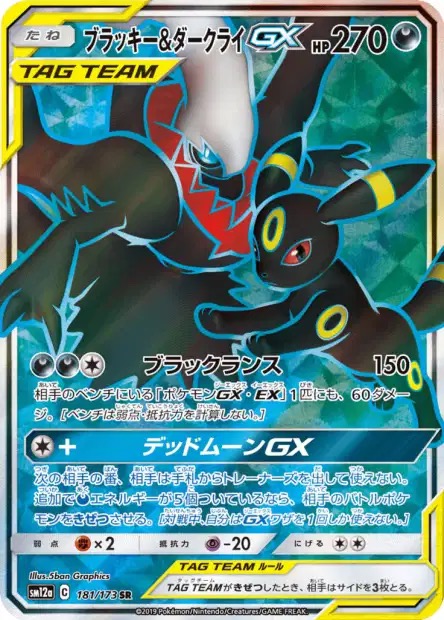 たね ブラッキー&ダークライGX HP270
TAG TEAM
ブラックランス 150
相手のベンチにいる「ポケモンGX・EX」1匹にも、60ダメー
ジ。[ベンチは弱点・抵抗力を計算しない。]
+ デッドムーンGX
次の相手の番、相手は手札からトレーナーズを出して使えない。
追加でエネルギーが5個ついているなら、相手のバトルポケ
モンをきぜつさせる。[対戦中、自分はGXワザを1回しか使えない。]
弱点 ×2 抵抗力 -20 にげる
Illus.5ban Graphics
TAG TEAM ルール
sm12a C 181/173 SR
TAG TEAMがきぜつしたとき、相手はサイドを3枚とる。
©2019 Pokémon/Nintendo/Creatures/GAME FREAK.